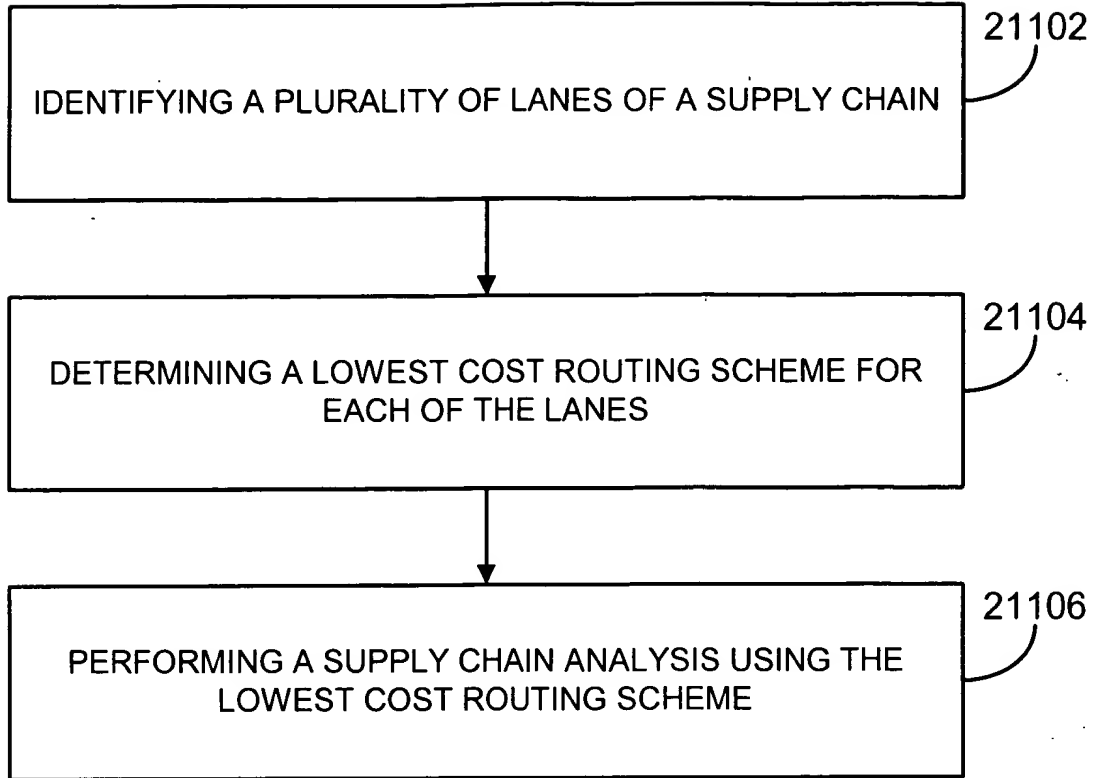 21102
IDENTIFYING A PLURALITY OF LANES OF A SUPPLY CHAIN
21104
DETERMINING A LOWEST COST ROUTING SCHEME FOR
EACH OF THE LANES
21106
PERFORMING A SUPPLY CHAIN ANALYSIS USING THE
LOWEST COST ROUTING SCHEME